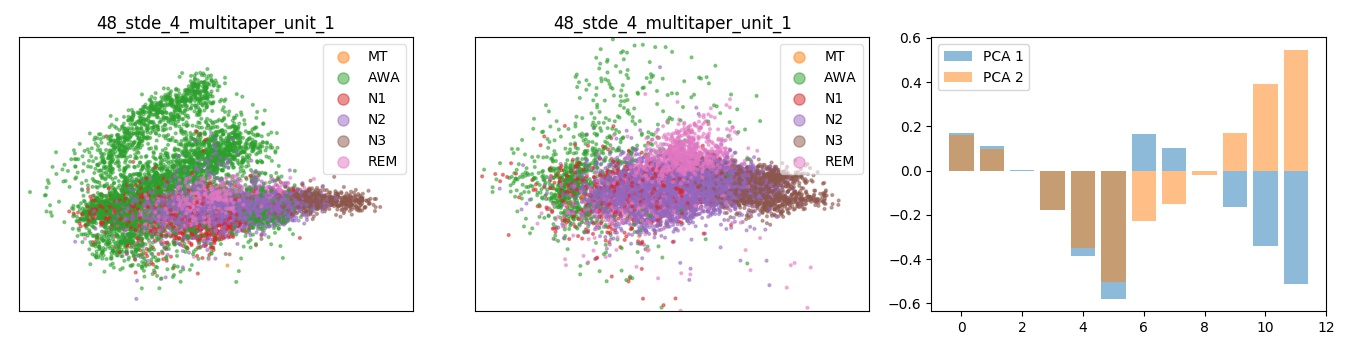 48_stde_4_multitaper_unit_1
MT
AWA
N1
N2
N3
REM
48_stde_4_multitaper_unit_1
MT
AWA
N1
N2
N3
REM
PCA 1
PCA 2
0.6
0.4
0.2
0.0
−0.2
−0.4
−0.6
0 2 4 6 8 10 12